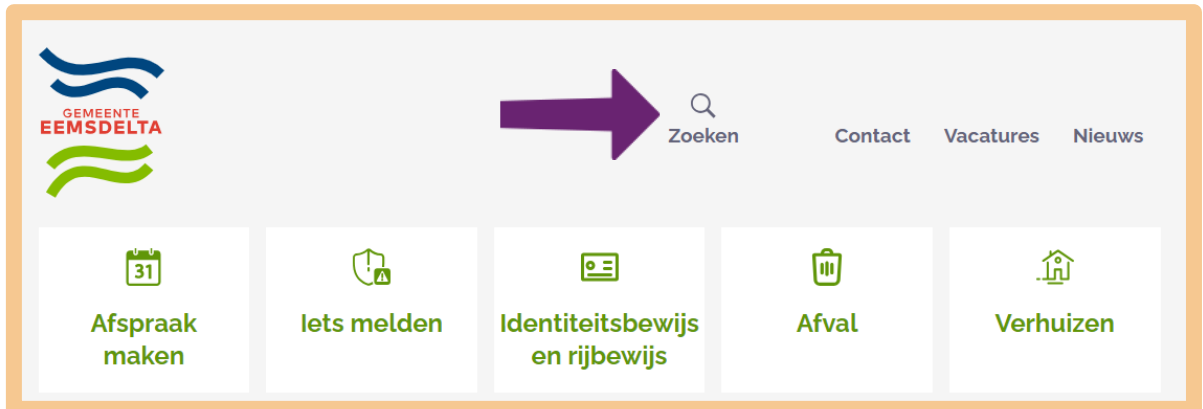 GEMEENTE
EEMSDELTA
Zoeken
Contact
Vacatures
Nieuws
31
Afspraak
maken
Iets melden
Identiteitsbewijs
en rijbewijs
Afval
Verhuizen